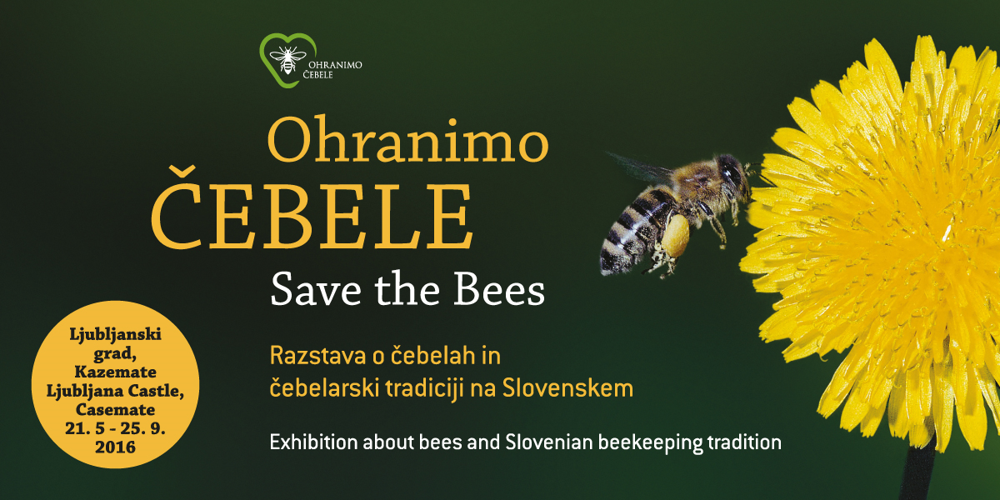 OHRANIMO
ČEBELE
Ohranimo
ČEBELE
Save the Bees
Razstava o čebelah in
čebelarski tradiciji na Slovenskem
Exhibition about bees and Slovenian beekeeping tradition
Ljubljanski
grad,
Kazemate
Ljubljana Castle,
Casemate
21. 5 - 25. 9.
2016